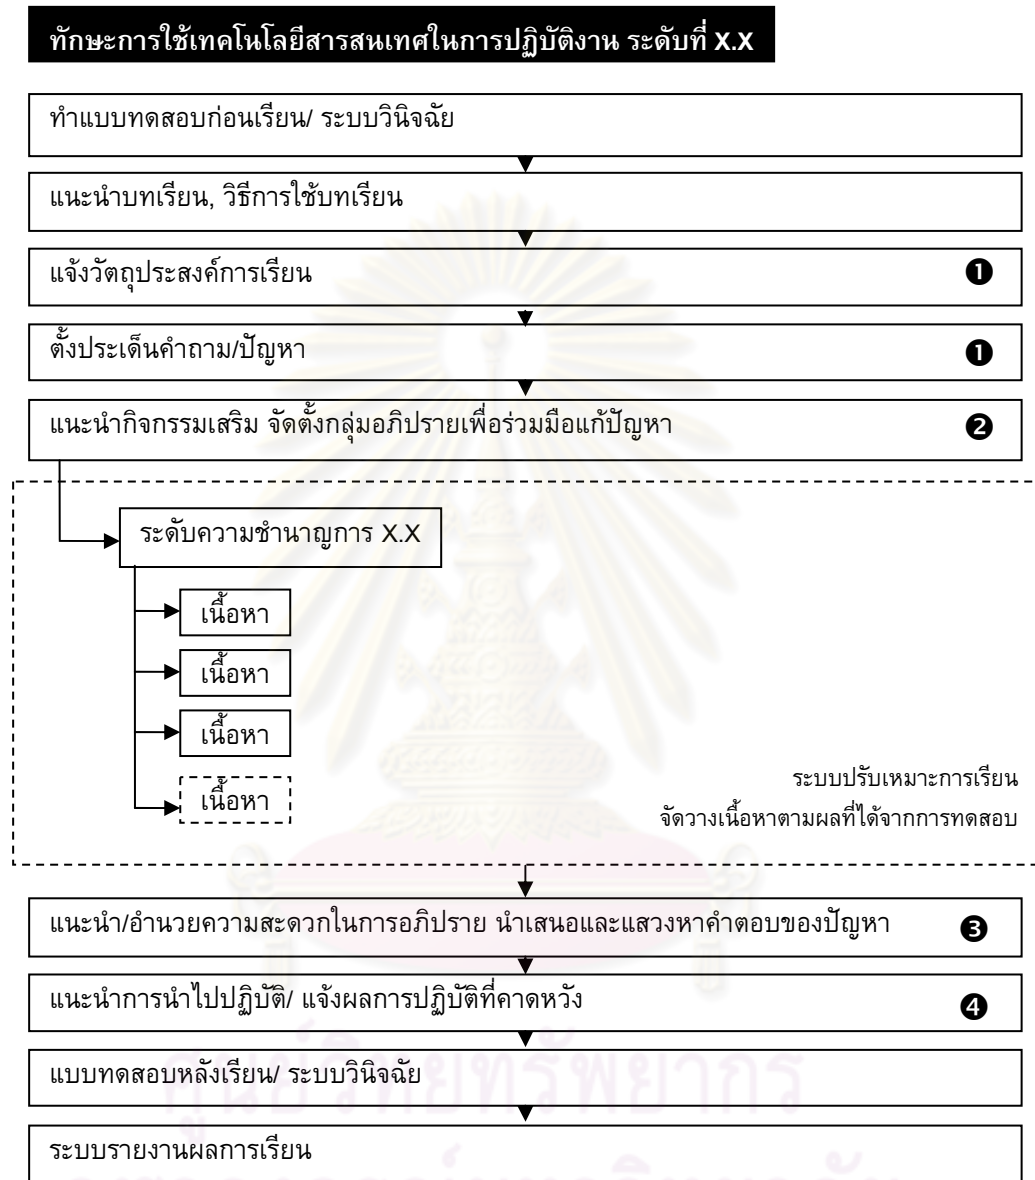 ทักษะการใช้เทคโนโลยีสารสนเทศในการปฏิบัติงาน ระดับที่ X.X
ทำแบบทดสอบก่อนเรียน/ ระบบวินิจฉัย
แนะนำบทเรียน, วิธีการใช้บทเรียน
แจ้งวัตถุประสงค์การเรียน ❶
ตั้งประเด็นคำถาม/ปัญหา ❶
แนะนำกิจกรรมเสริม จัดตั้งกลุ่มอภิปรายเพื่อร่วมมือแก้ปัญหา ❷
ระดับความชำนาญการ X.X
เนื้อหา
เนื้อหา
เนื้อหา
เนื้อหา
ระบบปรับเหมาะการเรียน
จัดวางเนื้อหาตามผลที่ได้จากการทดสอบ
แนะนำ/อำนวยความสะดวกในการอภิปราย นำเสนอและแสวงหาคำตอบของปัญหา ❸
แนะนำการนำไปปฏิบัติ/ แจ้งผลการปฏิบัติที่คาดหวัง ❹
แบบทดสอบหลังเรียน/ ระบบวินิจฉัย
ศูนย์วิทยทรัพยากร
ระบบรายงานผลการเรียน